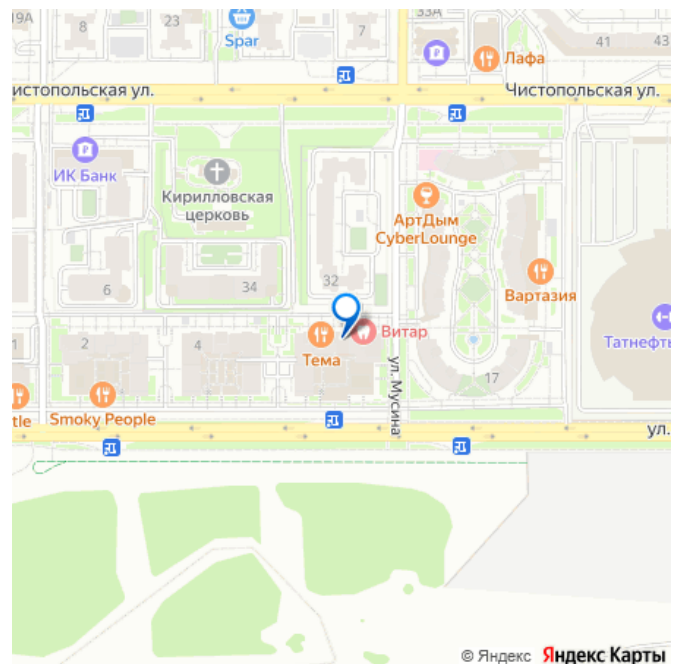 19А
8
23
Spar
7
33А
Лафа
41
43
истопольская ул.
Чистопольская ул.
ИК Банк
Кирилловская
церковь
АртДым
CyberLounge
Вартазия
6
34
32
Татнефть
2
4
Тема
Витар
ул. Мусина
17
1
tle
Smoky People
ул.
© Яндекс Яндекс Карты